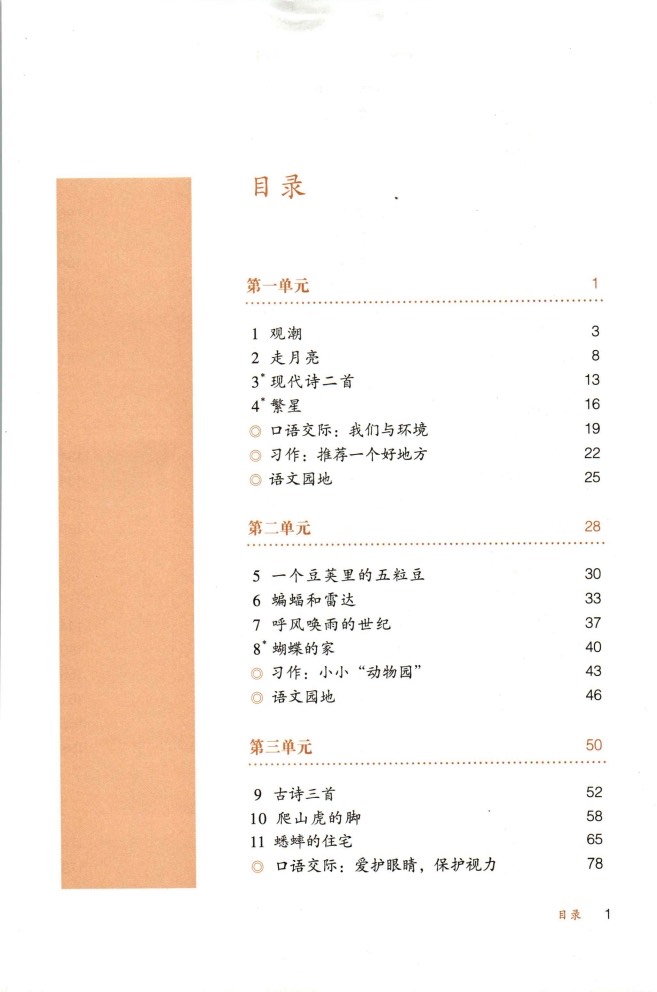 目录
第一单元 1
1 观潮 3
2 走月亮 8
3*现代诗二首 13
4*繁星 16
◎ 口语交际：我们与环境 19
◎ 习作：推荐一个好地方 22
◎ 语文园地 25
第二单元 28
5 一个豆荚里的五粒豆 30
6 蝙蝠和雷达 33
7 呼风唤雨的世纪 37
8*蝴蝶的家 40
◎ 习作：小小“动物园” 43
◎ 语文园地 46
第三单元 50
9 古诗三首 52
10 爬山虎的脚 58
11 蟋蟀的住宅 65
◎ 口语交际：爱护眼睛，保护视力 78
目录 1